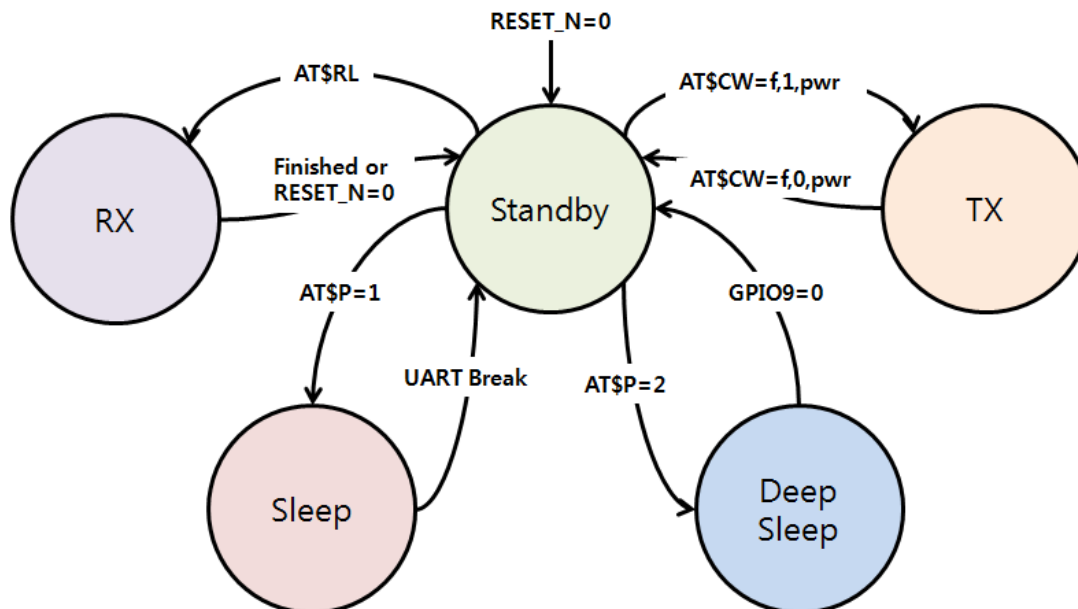 RESET_N=0
AT$RL
AT$CW=f,1,pwr
Finished or
RESET_N=0
AT$CW=f,0,pwr
RX
Standby
TX
AT$P=1
GPIO9=0
UART Break
AT$P=2
Sleep
Deep
Sleep